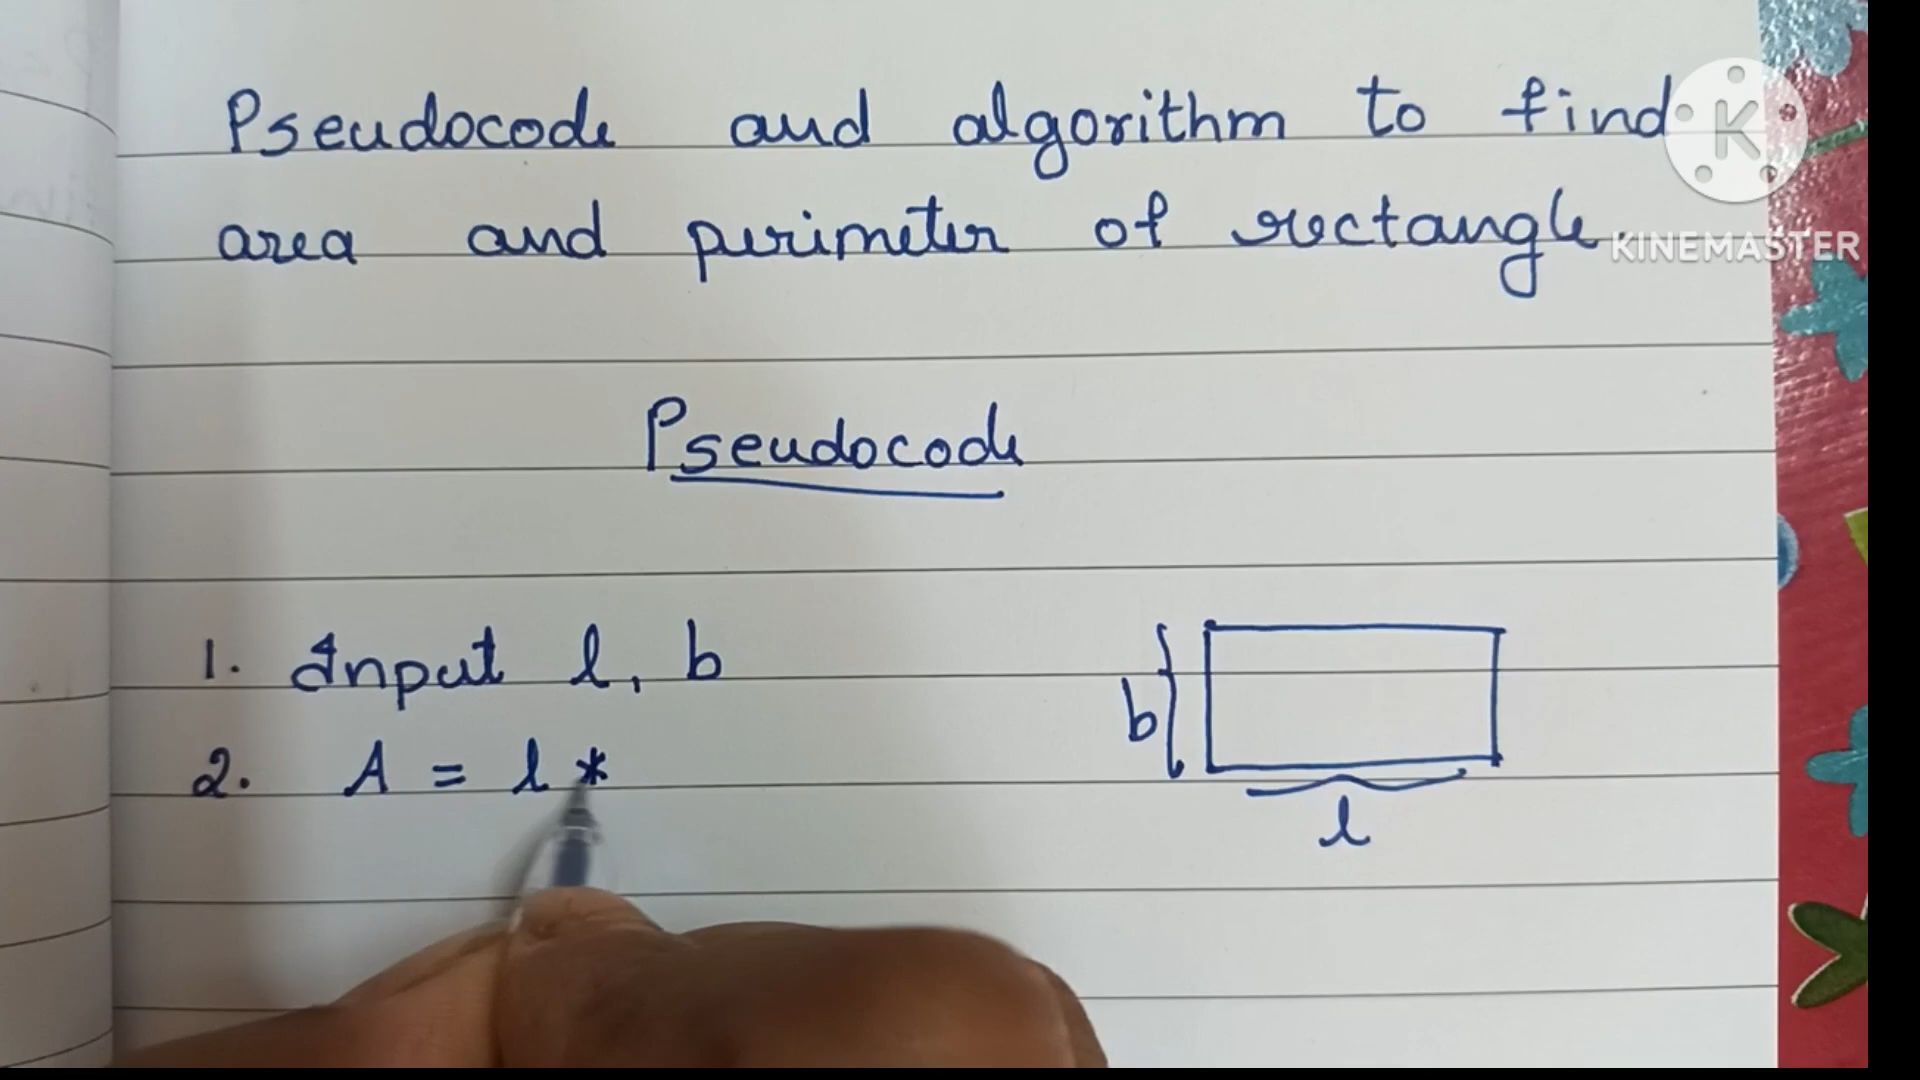 Pseudocode and algorithm to find
area and perimeter of rectangle.
K
KINEMASTER
Pseudocode
1. Input l, b
2. A = l *
b
l